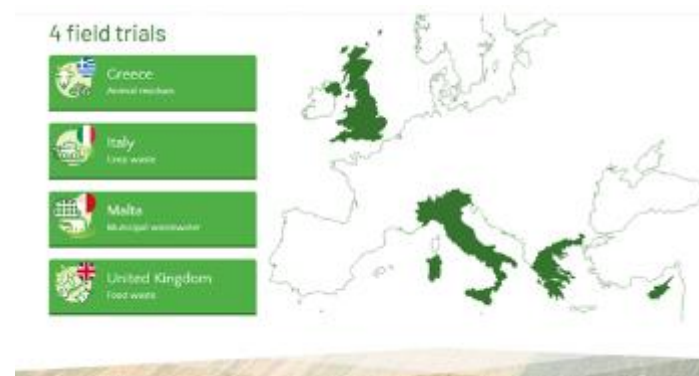 4 field trials
Greece
Animal residues
Italy
Crop waste
Malta
Municipal wastewater
United Kingdom
Food waste